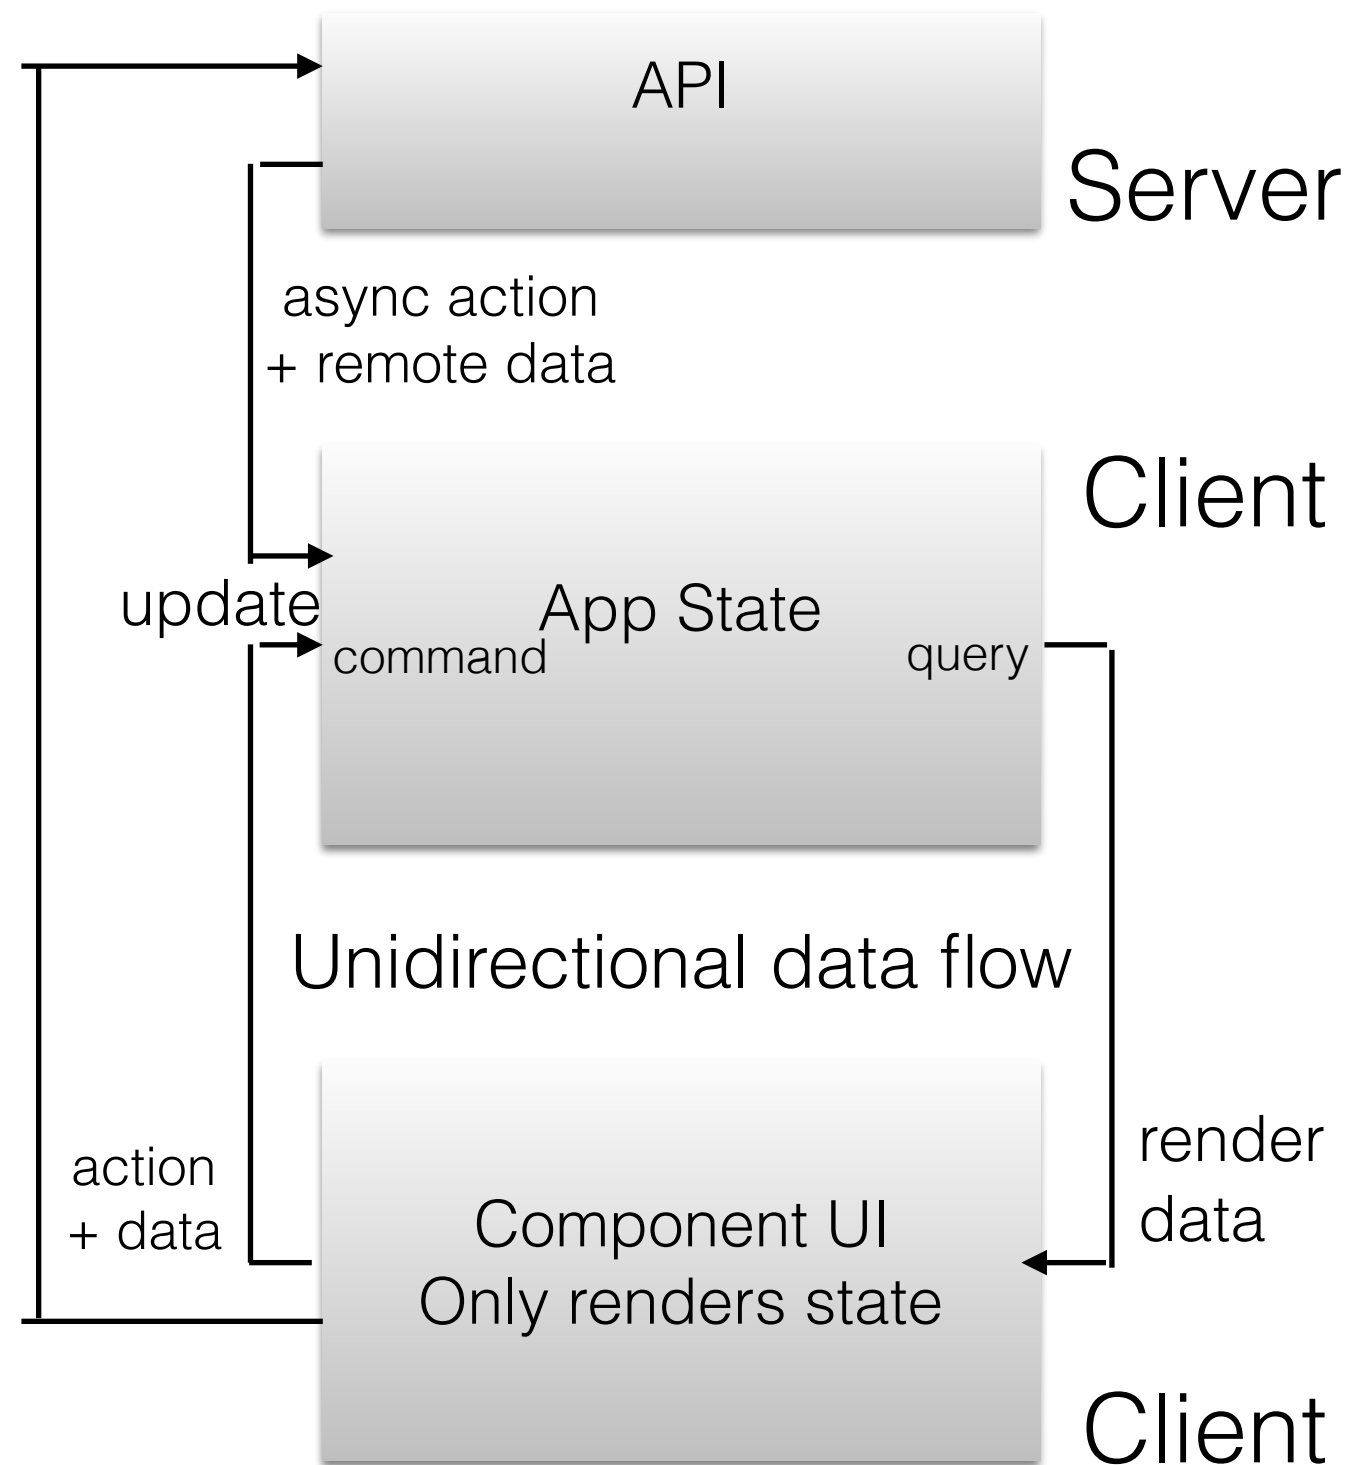 API
Server
async action
+ remote data
Client
update
App State
command
query
Unidirectional data flow
action
+ data
render
data
Component UI
Only renders state
Client